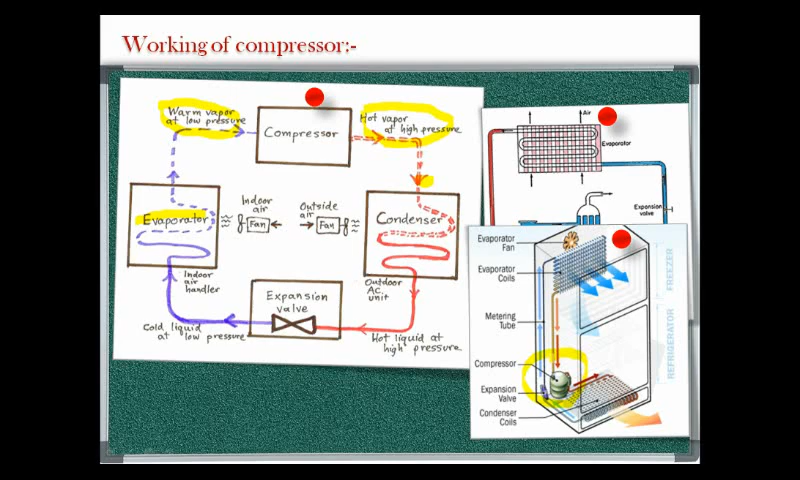 Working of compressor:-
Warm vapor
at low pressure
Compressor
Hot vapor
at high pressure
Evaporator
Indoor
air
Fan
Outside
air
Fan
Condenser
Indoor
air
handler
Outdoor
A.C.
unit
Expansion
valve
Cold liquid
at low pressure
Hot liquid at
high pressure
Air
Evaporator
Expansion
valve
Evaporator
Fan
Evaporator
Coils
Metering
Tube
Compressor
Expansion
Valve
Condenser
Coils
FREEZER
REFRIGERATOR